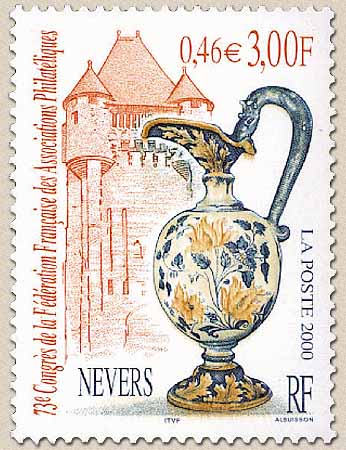 0,46€ 3,00F
73e Congrès de la Fédération Française des Associations Philatéliques
LA POSTE 2000
NEVERS
RF
ITVF
ALBUISSON